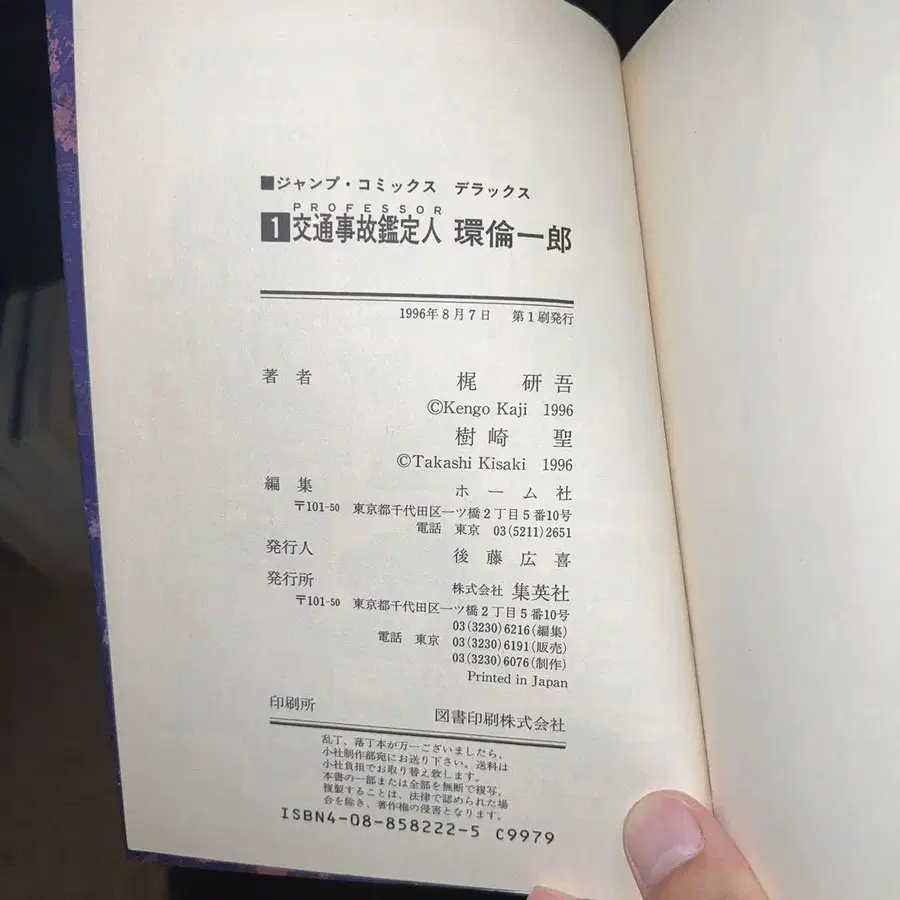 ■ジャンプ・コミックス デラックス
PROFESSOR
1 交通事故鑑定人 環倫一郎
1996年8月7日 第1刷発行
著者 梶研吾
©Kengo Kaji 1996
樹崎聖
©Takashi Kisaki 1996
編集 ホーム社
〒101-50 東京都千代田区一ツ橋2丁目5番10号
電話 東京 03(5211)2651
発行人 後藤広喜
発行所 株式会社 集英社
〒101-50 東京都千代田区一ツ橋2丁目5番10号
03(3230)6216(編集)
電話 東京 03(3230)6191(販売)
03(3230)6076(制作)
Printed in Japan
印刷所 図書印刷株式会社
乱丁、落丁本が万一ございましたら、
小社制作部宛にお送り下さい。送料は
小社負担でお取り替え致します。
本書の一部または全部を無断で複写、
複製することは、法律で認められた場
合を除き、著作権の侵害となります。
ISBN4-08-858222-5 C9979